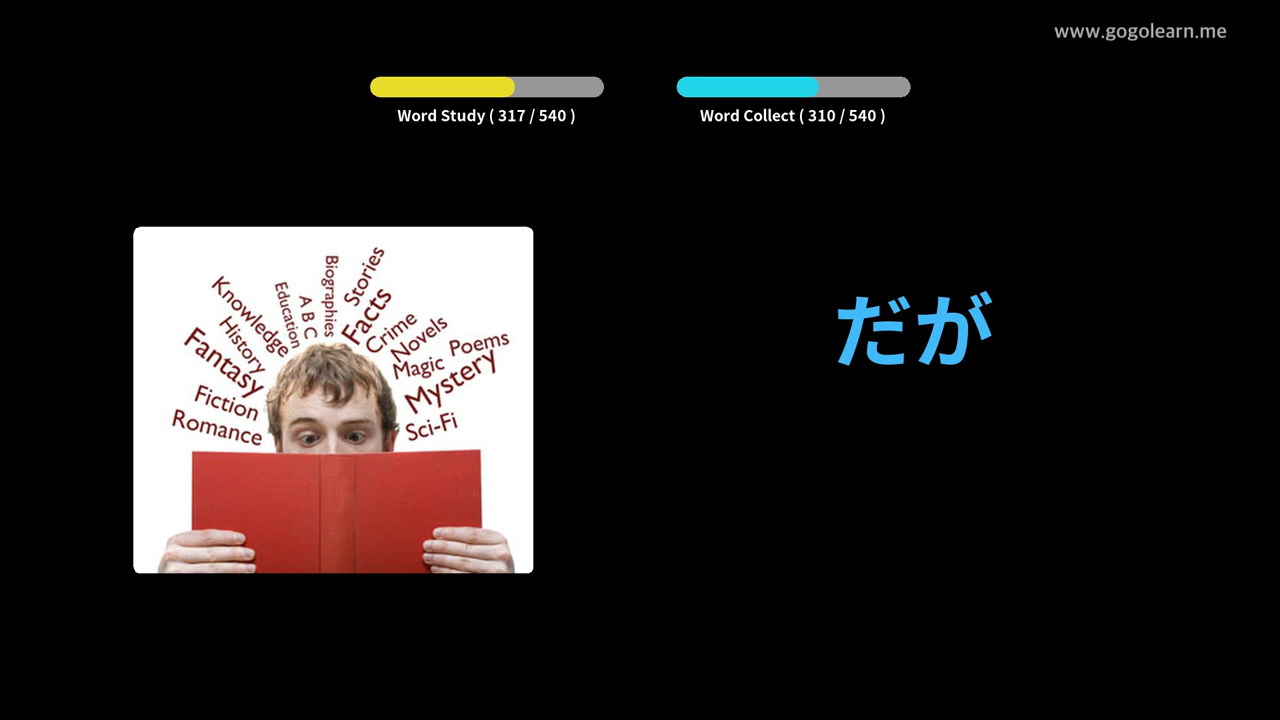 www.gogolearn.me
Word Study ( 317 / 540 )
Word Collect ( 310 / 540 )
だが
Romance
Fiction
Fantasy
History
Knowledge
Education
A B C
Biographies
Stories
Facts
Crime
Novels
Magic
Poems
Mystery
Sci-Fi